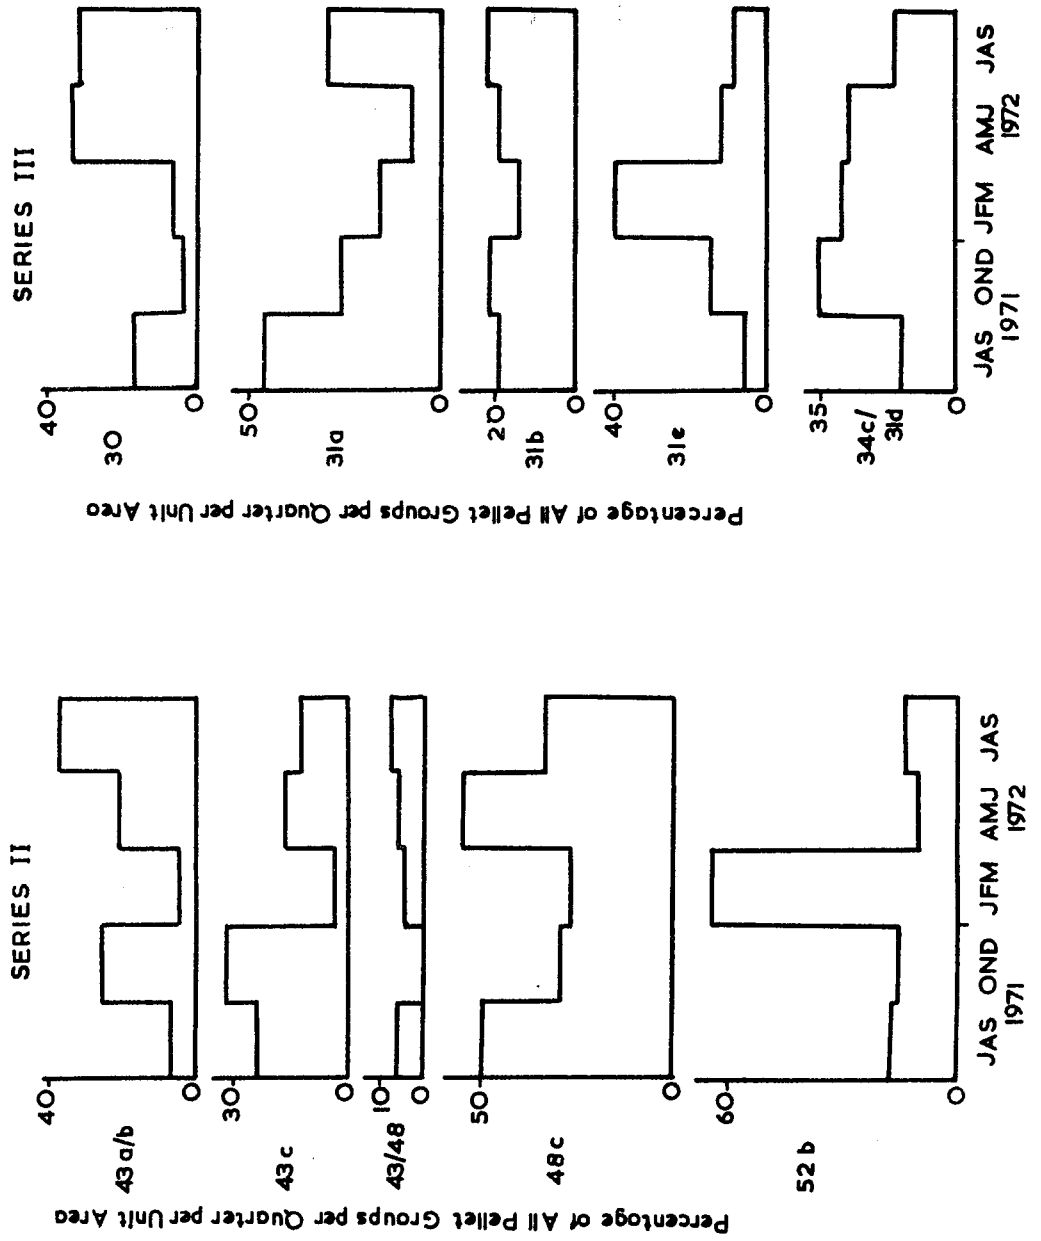 SERIES II
Percentage of All Pellet Groups per Quarter per Unit Area
43a/b
40
0
43c
30
0
43/48
10
0
48c
50
0
52b
60
0
JAS OND JFM AMJ JAS
1971 1972
SERIES III
Percentage of All Pellet Groups per Quarter per Unit Area
30
40
0
31a
50
0
31b
20
0
31e
40
0
34c/
31d
35
0
JAS OND JFM AMJ JAS
1971 1972